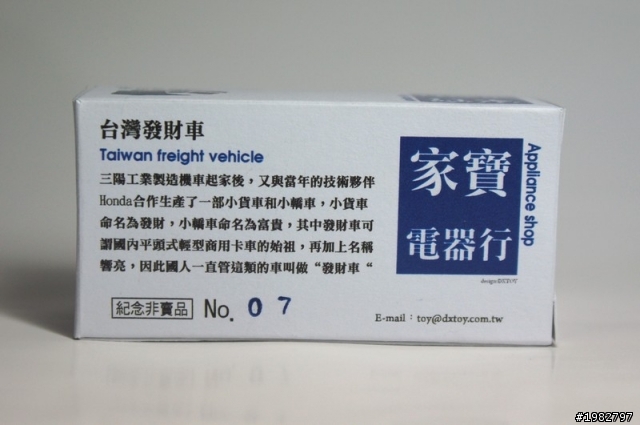 台灣發財車
Taiwan freight vehicle
三陽工業製造機車起家後，又與當年的技術夥伴
Honda合作生產了一部小貨車和小轎車，小貨車
命名為發財，小轎車命名為富貴，其中發財車可
謂國內平頭式輕型商用卡車的始祖，再加上名稱
響亮，因此國人一直管這類的車叫做“發財車“
紀念非賣品 No. 07
家寶
電器行
Appliance shop
E-mail：toy@dxtoy.com.tw
#1982797